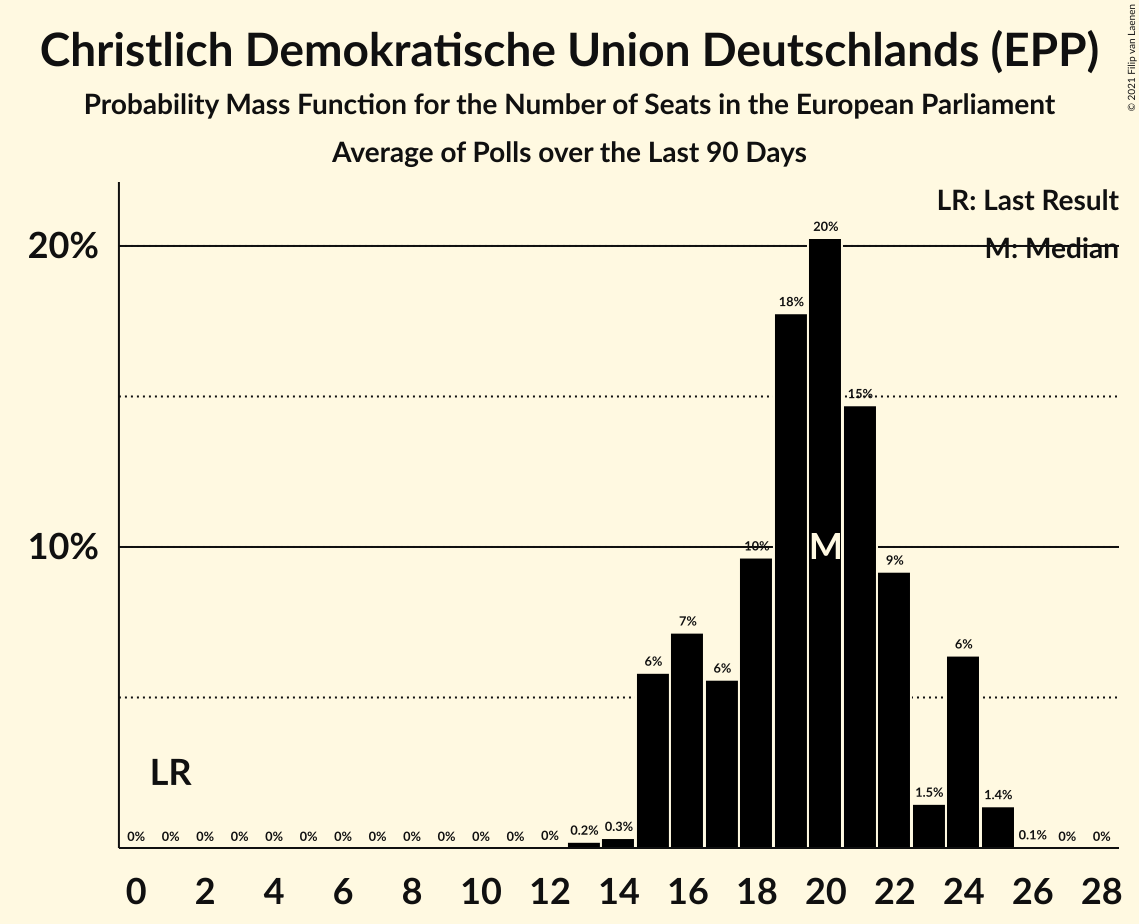 Christlich Demokratische Union Deutschlands (EPP)
Probability Mass Function for the Number of Seats in the European Parliament
Average of Polls over the Last 90 Days
© 2021 Filip van Laenen
LR: Last Result
M: Median
20%
10%
20%
18%
15%
10%
M
9%
7%
6%
6%
6%
LR
1.5%
1.4%
0% 0% 0% 0% 0% 0% 0% 0% 0% 0% 0% 0% 0% 0.2% 0.3% 0.1% 0% 0%
0 2 4 6 8 10 12 14 16 18 20 22 24 26 28